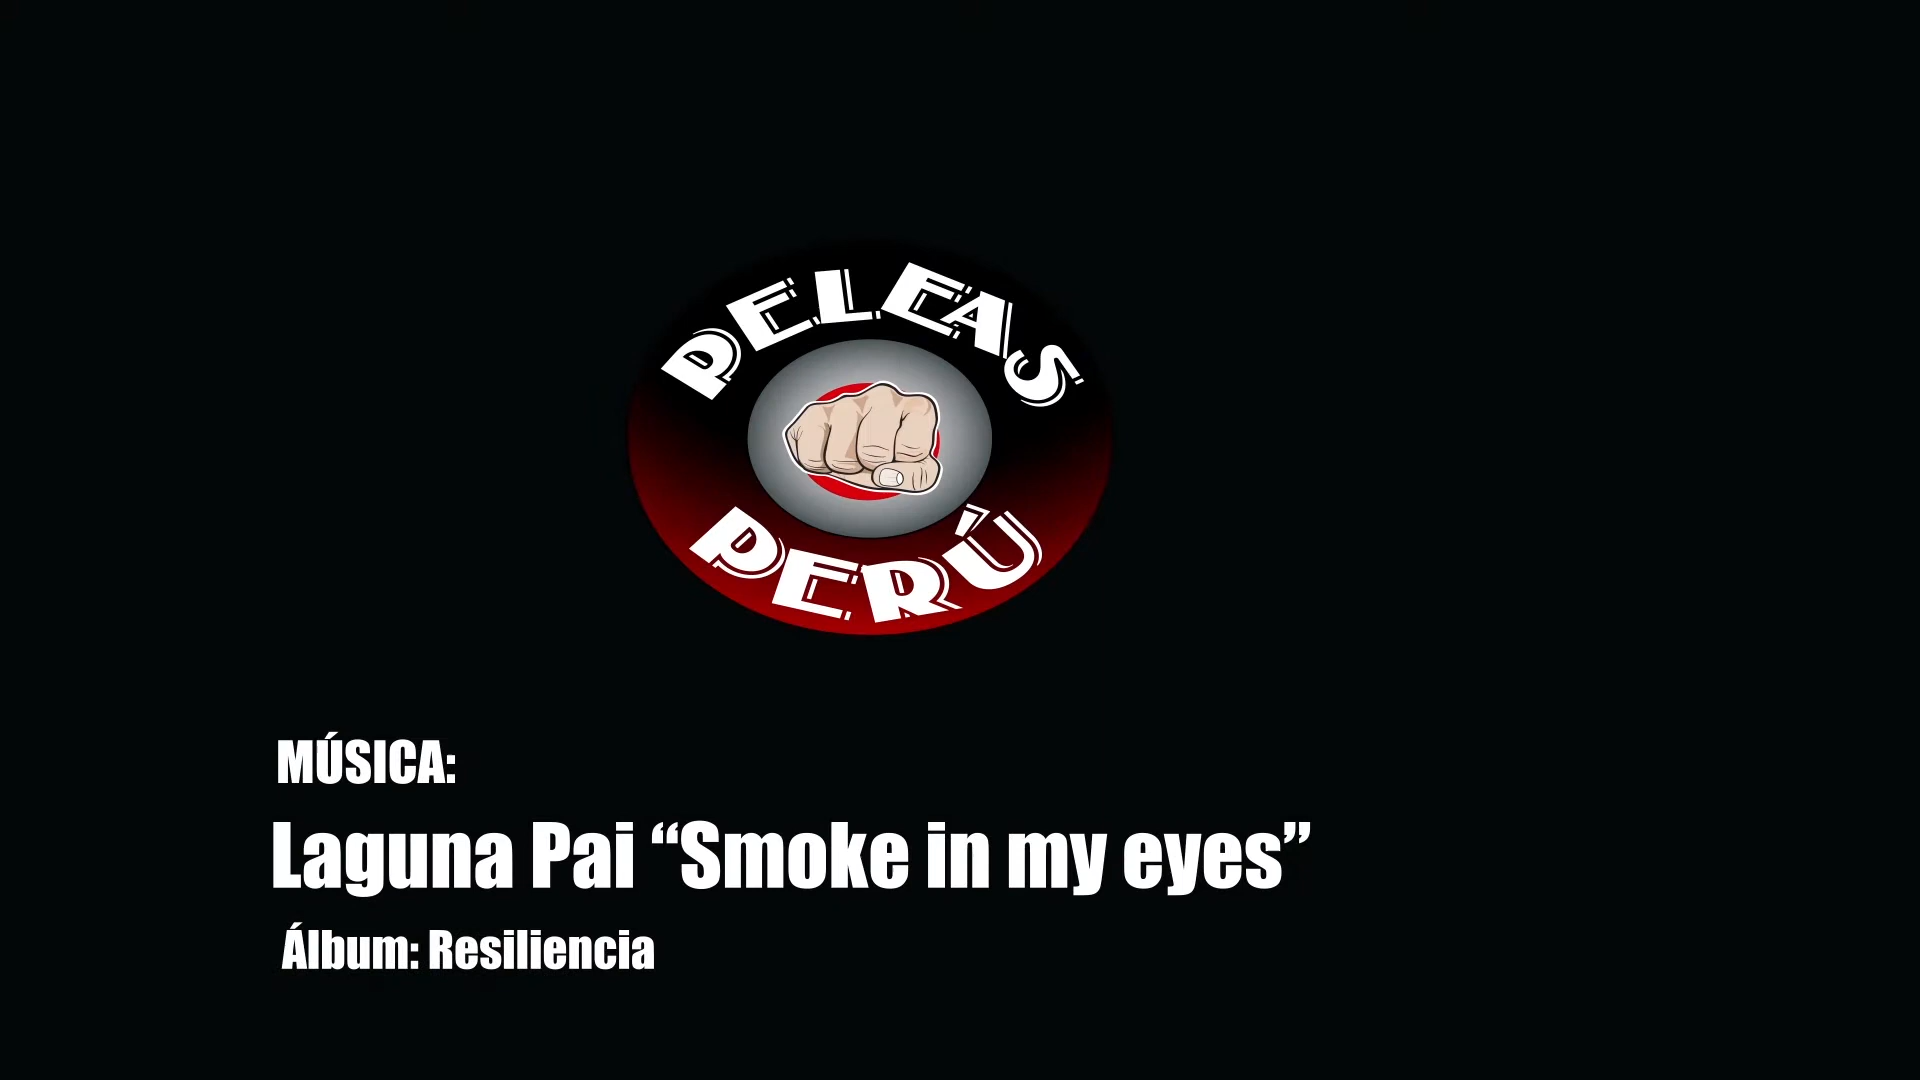 PELEAS
PERÚ
MÚSICA:
Laguna Pai “Smoke in my eyes”
Álbum: Resiliencia